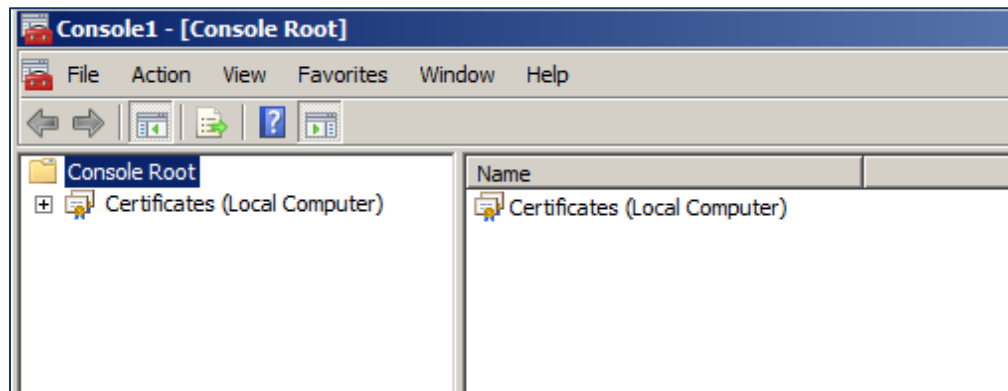 Console1 - [Console Root]
File Action View Favorites Window Help
Console Root
Certificates (Local Computer)
Name
Certificates (Local Computer)